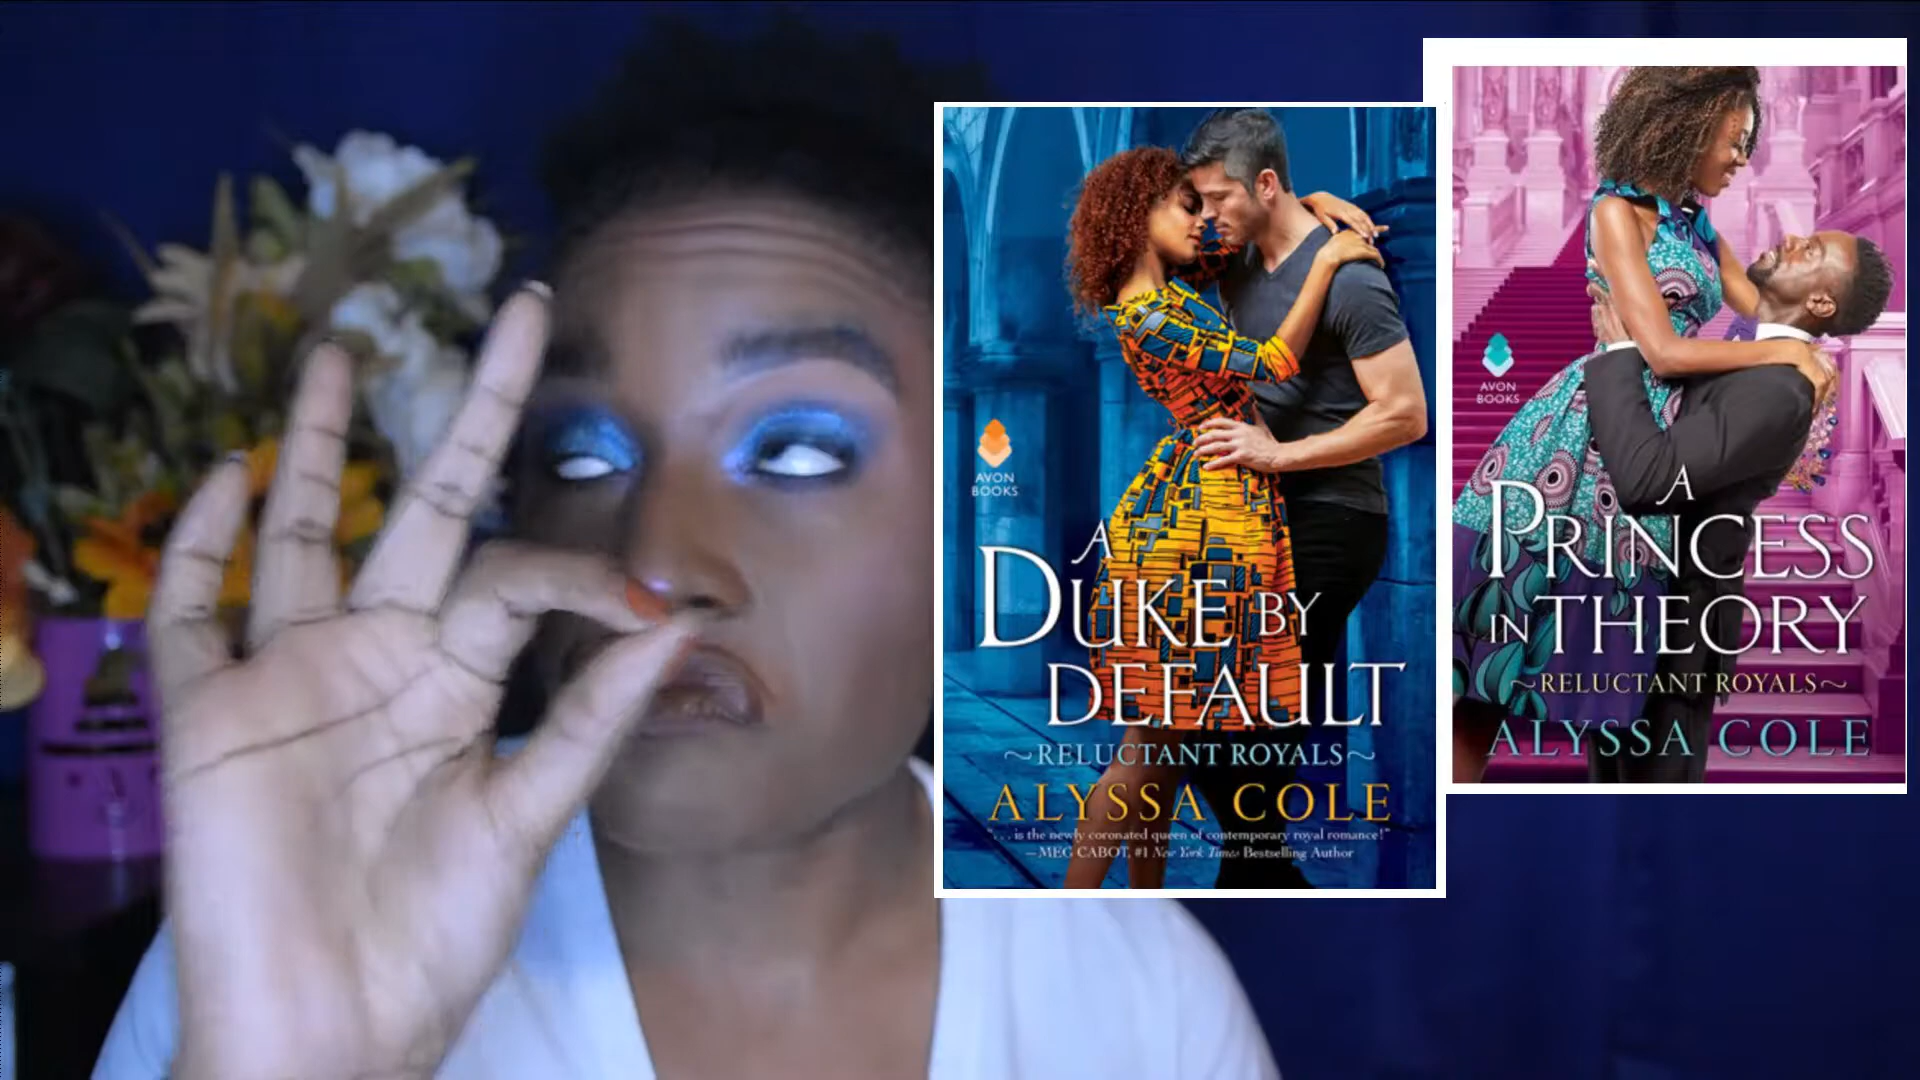 AVON
BOOKS
A
DUKE BY
DEFAULT
~RELUCTANT ROYALS~
ALYSSA COLE
"...is the newly coronated queen of contemporary royal romance!"
—MEG CABOT, #1 New York Times Bestselling Author
AVON
BOOKS
A
PRINCESS
IN THEORY
~RELUCTANT ROYALS~
ALYSSA COLE